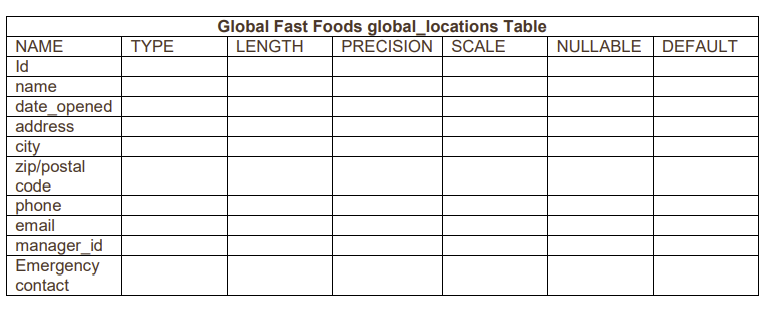 Global Fast Foods global_locations Table
NAME TYPE LENGTH PRECISION SCALE NULLABLE DEFAULT
Id
name
date_opened
address
city
zip/postal
code
phone
email
manager_id
Emergency
contact